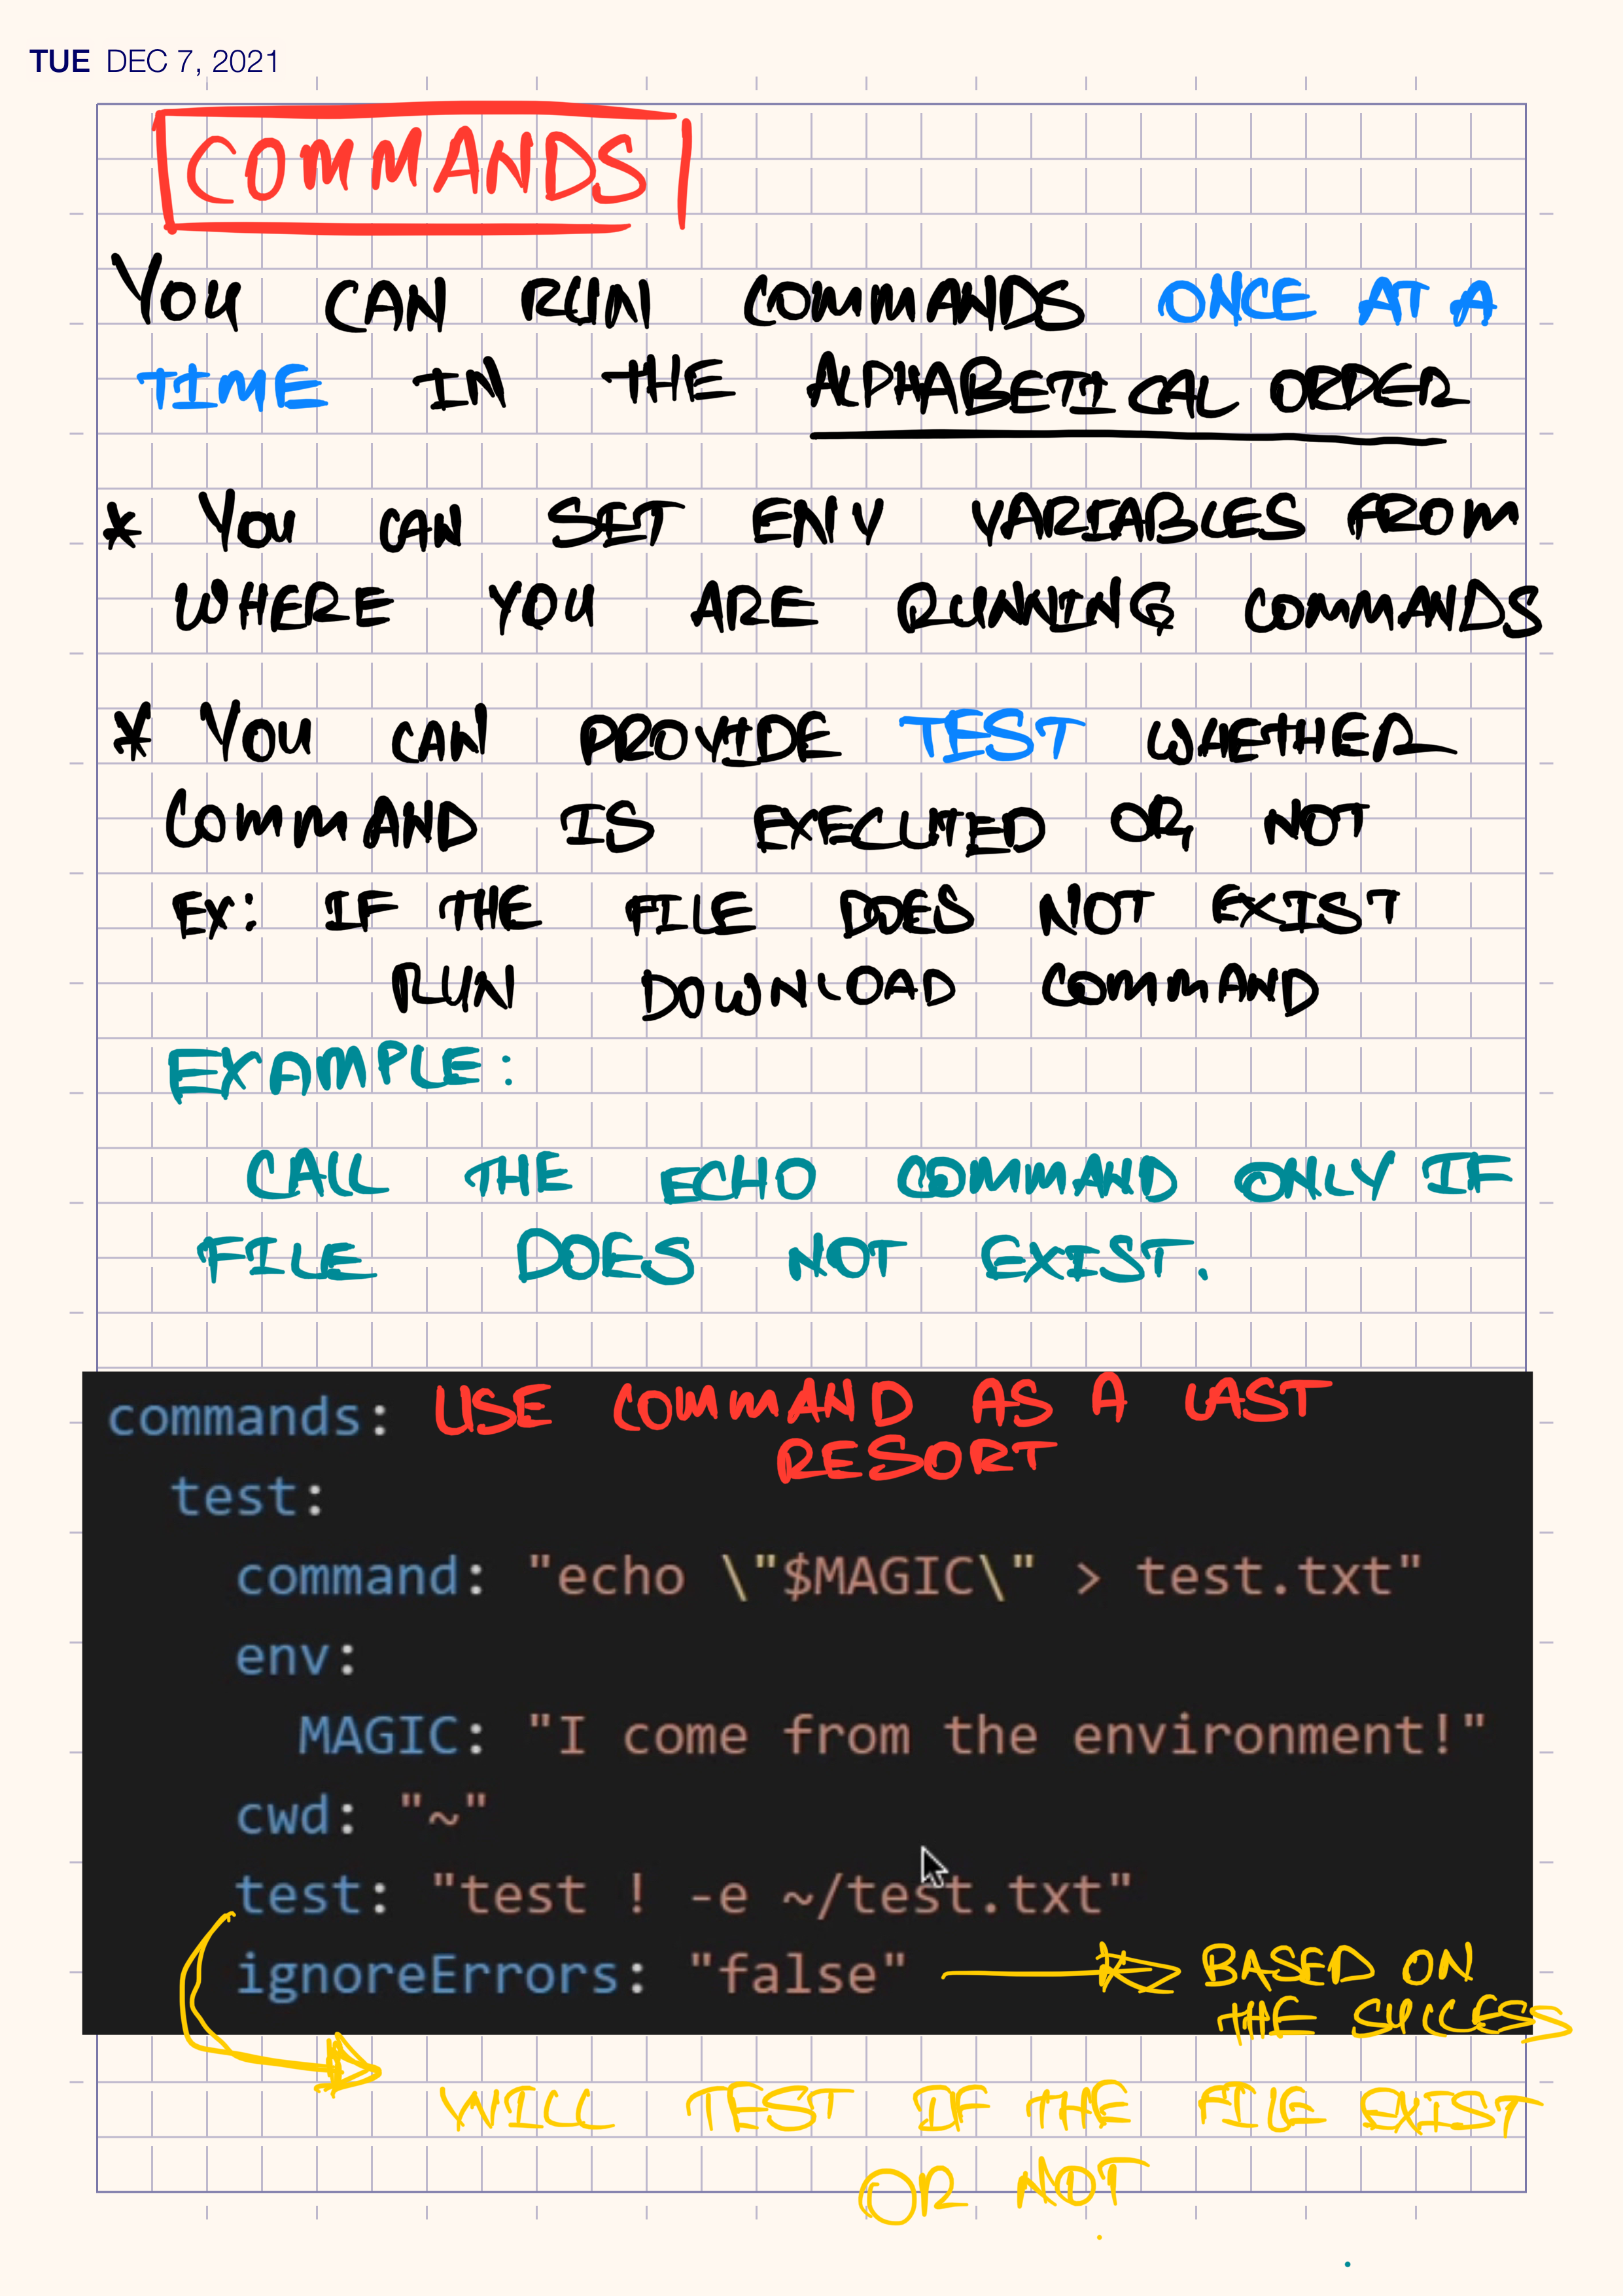 TUE DEC 7, 2021
COMMANDS
YOU CAN RUN COMMANDS ONCE AT A
TIME IN THE ALPHABETICAL ORDER
* YOU CAN SET ENV VARIABLES FROM
WHERE YOU ARE RUNNING COMMANDS
* YOU CAN PROVIDE TEST WHETHER
COMMAND IS EXECUTED OR NOT
EX: IF THE FILE DOES NOT EXIST
RUN DOWNLOAD COMMAND
EXAMPLE:
CALL THE ECHO COMMAND ONLY IF
FILE DOES NOT EXIST.
commands: USE COMMAND AS A LAST
RESORT
test:
command: "echo \"$MAGIC\" > test.txt"
env:
MAGIC: "I come from the environment!"
cwd: "~"
test: "test ! -e ~/test.txt"
ignoreErrors: "false" BASED ON
THE SUCCESS
WILL TEST IF THE FILE EXIST
OR NOT